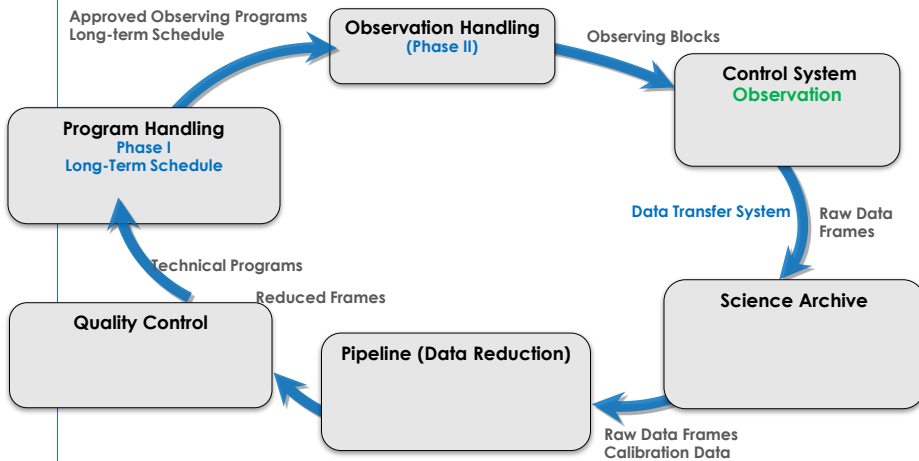 Approved Observing Programs
Long-term Schedule
Observation Handling
(Phase II)
Observing Blocks
Control System
Observation
Program Handling
Phase I
Long-Term Schedule
Data Transfer System
Raw Data
Frames
Technical Programs
Reduced Frames
Science Archive
Quality Control
Pipeline (Data Reduction)
Raw Data Frames
Calibration Data